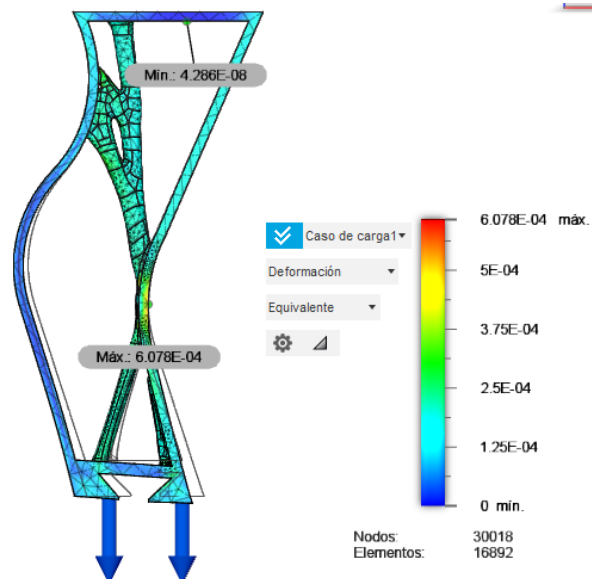 Mín.: 4.286E-08
Máx.: 6.078E-04
Caso de carga1
Deformación
Equivalente
6.078E-04 máx.
5E-04
3.75E-04
2.5E-04
1.25E-04
0 mín.
Nodos: 30018
Elementos: 16892